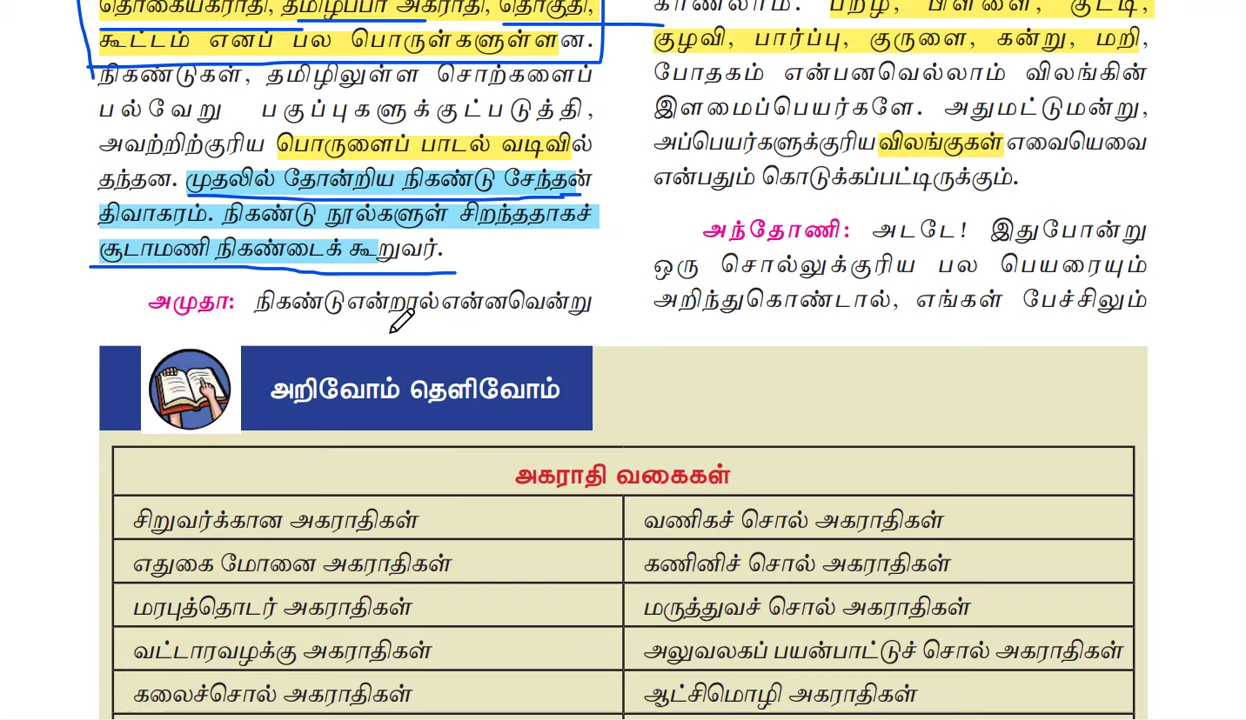 தொகையகராதி, தமிழ்ப்பா அகராதி, தொகுதி,
கூட்டம் எனப் பல பொருள்களுள்ளன.
நிகண்டுகள், தமிழிலுள்ள சொற்களைப்
பல்வேறு பகுப்புகளுக்குட்படுத்தி,
அவற்றிற்குரிய பொருளைப் பாடல் வடிவில்
தந்தன. முதலில் தோன்றிய நிகண்டு சேந்தன்
திவாகரம். நிகண்டு நூல்களுள் சிறந்ததாகச்
சூடாமணி நிகண்டைக் கூறுவர்.
அமுதா: நிகண்டு என்றால் என்னவென்று
காணலாம். பறழ், பிள்ளை, குட்டி,
குழவி, பார்ப்பு, குருளை, கன்று, மறி,
போதகம் என்பனவெல்லாம் விலங்கின்
இளமைப்பெயர்களே. அதுமட்டுமன்று,
அப்பெயர்களுக்குரிய விலங்குகள் எவையெவை
என்பதும் கொடுக்கப்பட்டிருக்கும்.
அந்தோணி: அடடே! இதுபோன்று
ஒரு சொல்லுக்குரிய பல பெயரையும்
அறிந்துகொண்டால், எங்கள் பேச்சிலும்
அறிவோம் தெளிவோம்
அகராதி வகைகள்
சிறுவர்க்கான அகராதிகள் வணிகச் சொல் அகராதிகள்
எதுகை மோனை அகராதிகள் கணினிச் சொல் அகராதிகள்
மரபுத்தொடர் அகராதிகள் மருத்துவச் சொல் அகராதிகள்
வட்டாரவழக்கு அகராதிகள் அலுவலகப் பயன்பாட்டுச் சொல் அகராதிகள்
கலைச்சொல் அகராதிகள் ஆட்சிமொழி அகராதிகள்